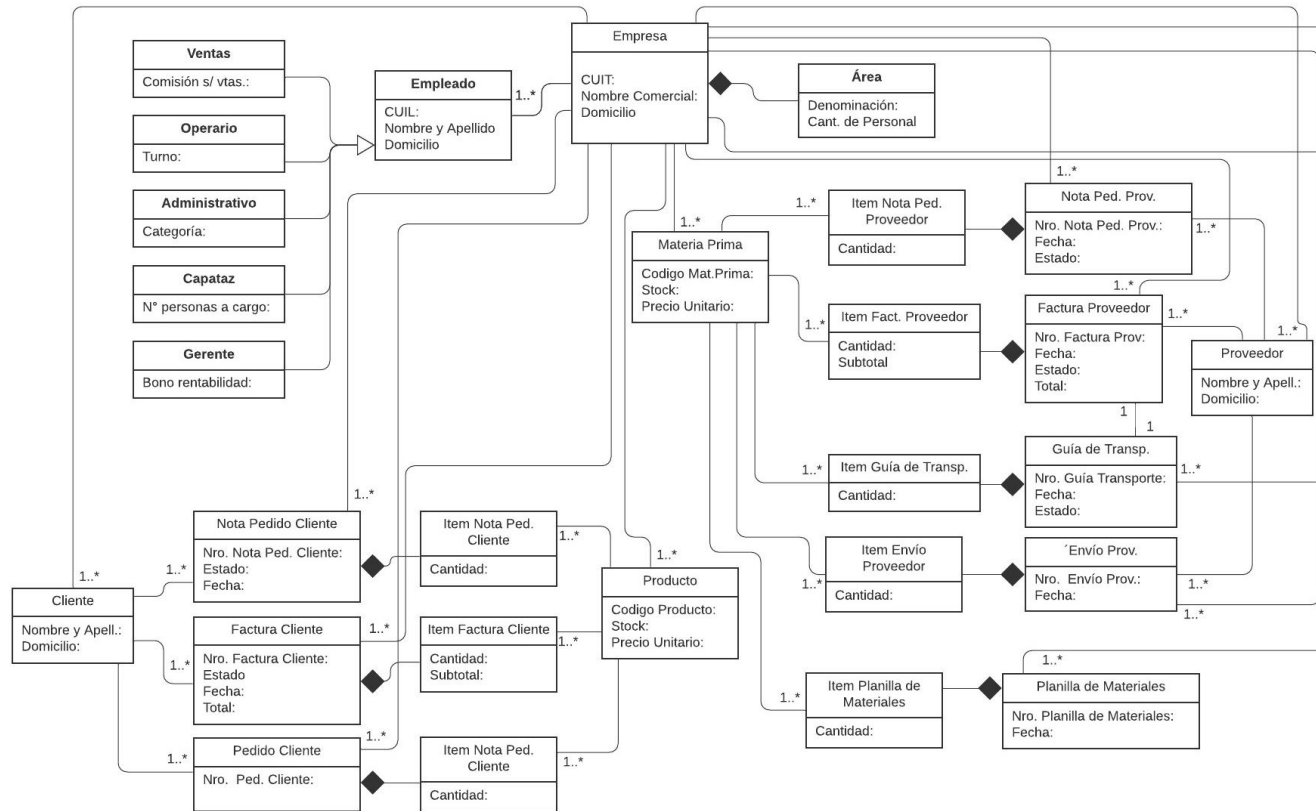 Empresa
CUIT:
Nombre Comercial:
Domicilio
Ventas
Comisión s/ vtas.:
Operario
Turno:
Administrativo
Categoría:
Capataz
N° personas a cargo:
Gerente
Bono rentabilidad:
Empleado
CUIL:
Nombre y Apellido
Domicilio
1..*
Área
Denominación:
Cant. de Personal
1..*
Materia Prima
Codigo Mat.Prima:
Stock:
Precio Unitario:
1..*
Item Nota Ped.
Proveedor
Cantidad:
1..*
Nota Ped. Prov.
Nro. Nota Ped. Prov.:
Fecha:
Estado:
1..*
1..*
Item Fact. Proveedor
Cantidad:
Subtotal
1..*
Factura Proveedor
Nro. Factura Prov:
Fecha:
Estado:
Total:
1..*
1..*
Proveedor
Nombre y Apell.:
Domicilio:
1
1
1..*
Item Guía de Transp.
Cantidad:
Guía de Transp.
Nro. Guía Transporte:
Fecha:
Estado:
1..*
1..*
Item Envío
Proveedor
Cantidad:
´Envío Prov.
Nro.  Envío Prov.:
Fecha:
1..*
1..*
1..*
Item Planilla de
Materiales
Cantidad:
1..*
Planilla de Materiales
Nro. Planilla de Materiales:
Fecha:
1..*
Cliente
Nombre y Apell.:
Domicilio:
1..*
1..*
Nota Pedido Cliente
Nro. Nota Ped. Cliente:
Estado:
Fecha:
Item Nota Ped.
Cliente
Cantidad:
1..*
1..*
Producto
Codigo Producto:
Stock:
Precio Unitario:
1..*
1..*
Factura Cliente
Nro. Factura Cliente:
Estado
Fecha:
Total:
Item Factura Cliente
Cantidad:
Subtotal:
1..*
1..*
1..*
Pedido Cliente
Nro.  Ped. Cliente:
Item Nota Ped.
Cliente
Cantidad:
1..*